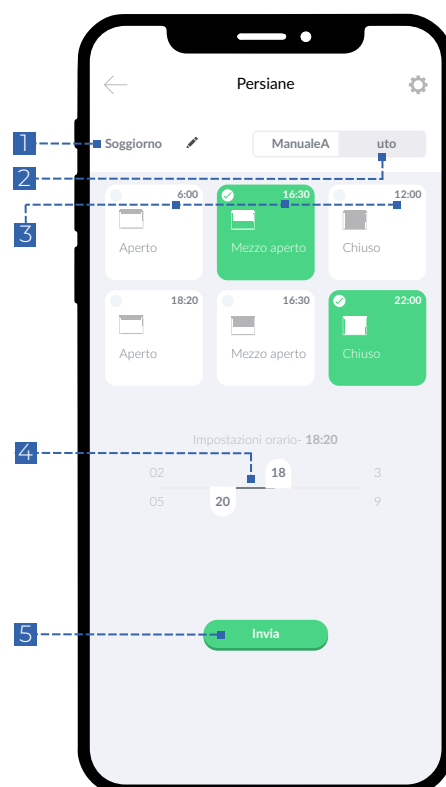 Persiane
1 Soggiorno ManualeA uto
2
3
6:00 16:30 12:00
Aperto Mezzo aperto Chiuso
18:20 16:30 22:00
Aperto Mezzo aperto Chiuso
Impostazioni orario- 18:20
4
02 18 3
05 20 9
5 Invia